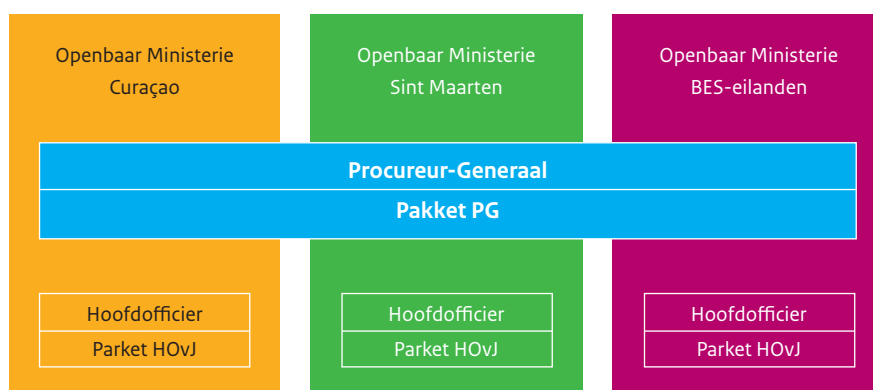 Openbaar Ministerie
Curaçao
Openbaar Ministerie
Sint Maarten
Openbaar Ministerie
BES-eilanden
Procureur-Generaal
Pakket PG
Hoofdofficier
Parket HOvJ
Hoofdofficier
Parket HOvJ
Hoofdofficier
Parket HOvJ